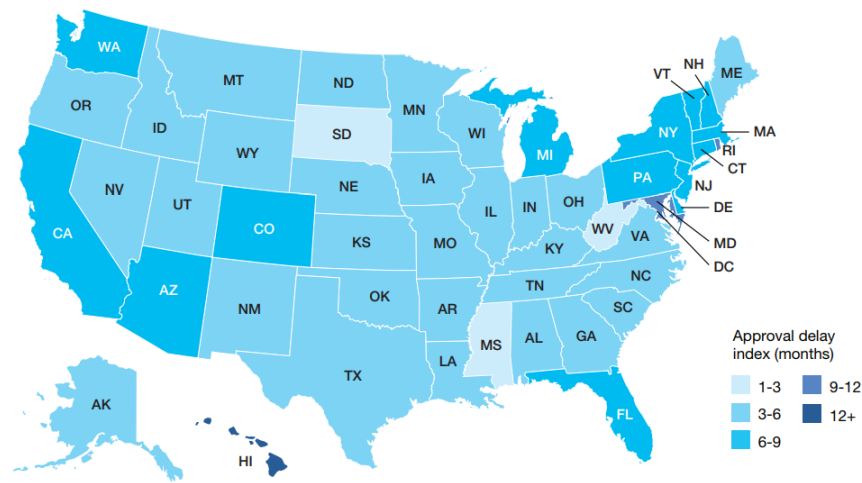 WA
NH
VT
ME
MT
ND
OR
MN
ID
SD
WI
NY
MA
RI
CT
WY
MI
IA
PA
NJ
NE
NV
UT
IL
IN
OH
DE
CA
CO
WV
VA
MD
KS
MO
KY
DC
AZ
NM
OK
AR
TN
NC
SC
MS
AL
GA
LA
TX
AK
FL
HI
Approval delay
index (months)
1-3
9-12
3-6
12+
6-9